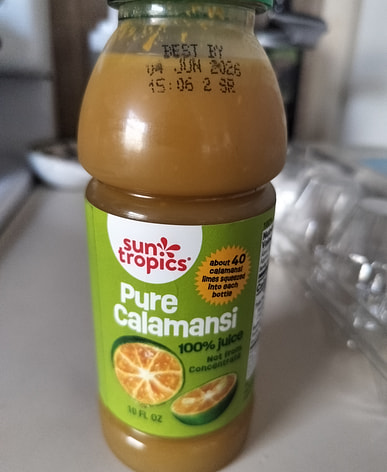 BEST BY
04 JUN 2026
15:06 2 SR
sun
tropics
about 40
calamansi
limes squeezed
into each
bottle
Pure
Calamansi
100% juice
Not from
Concentrate
10 FL OZ